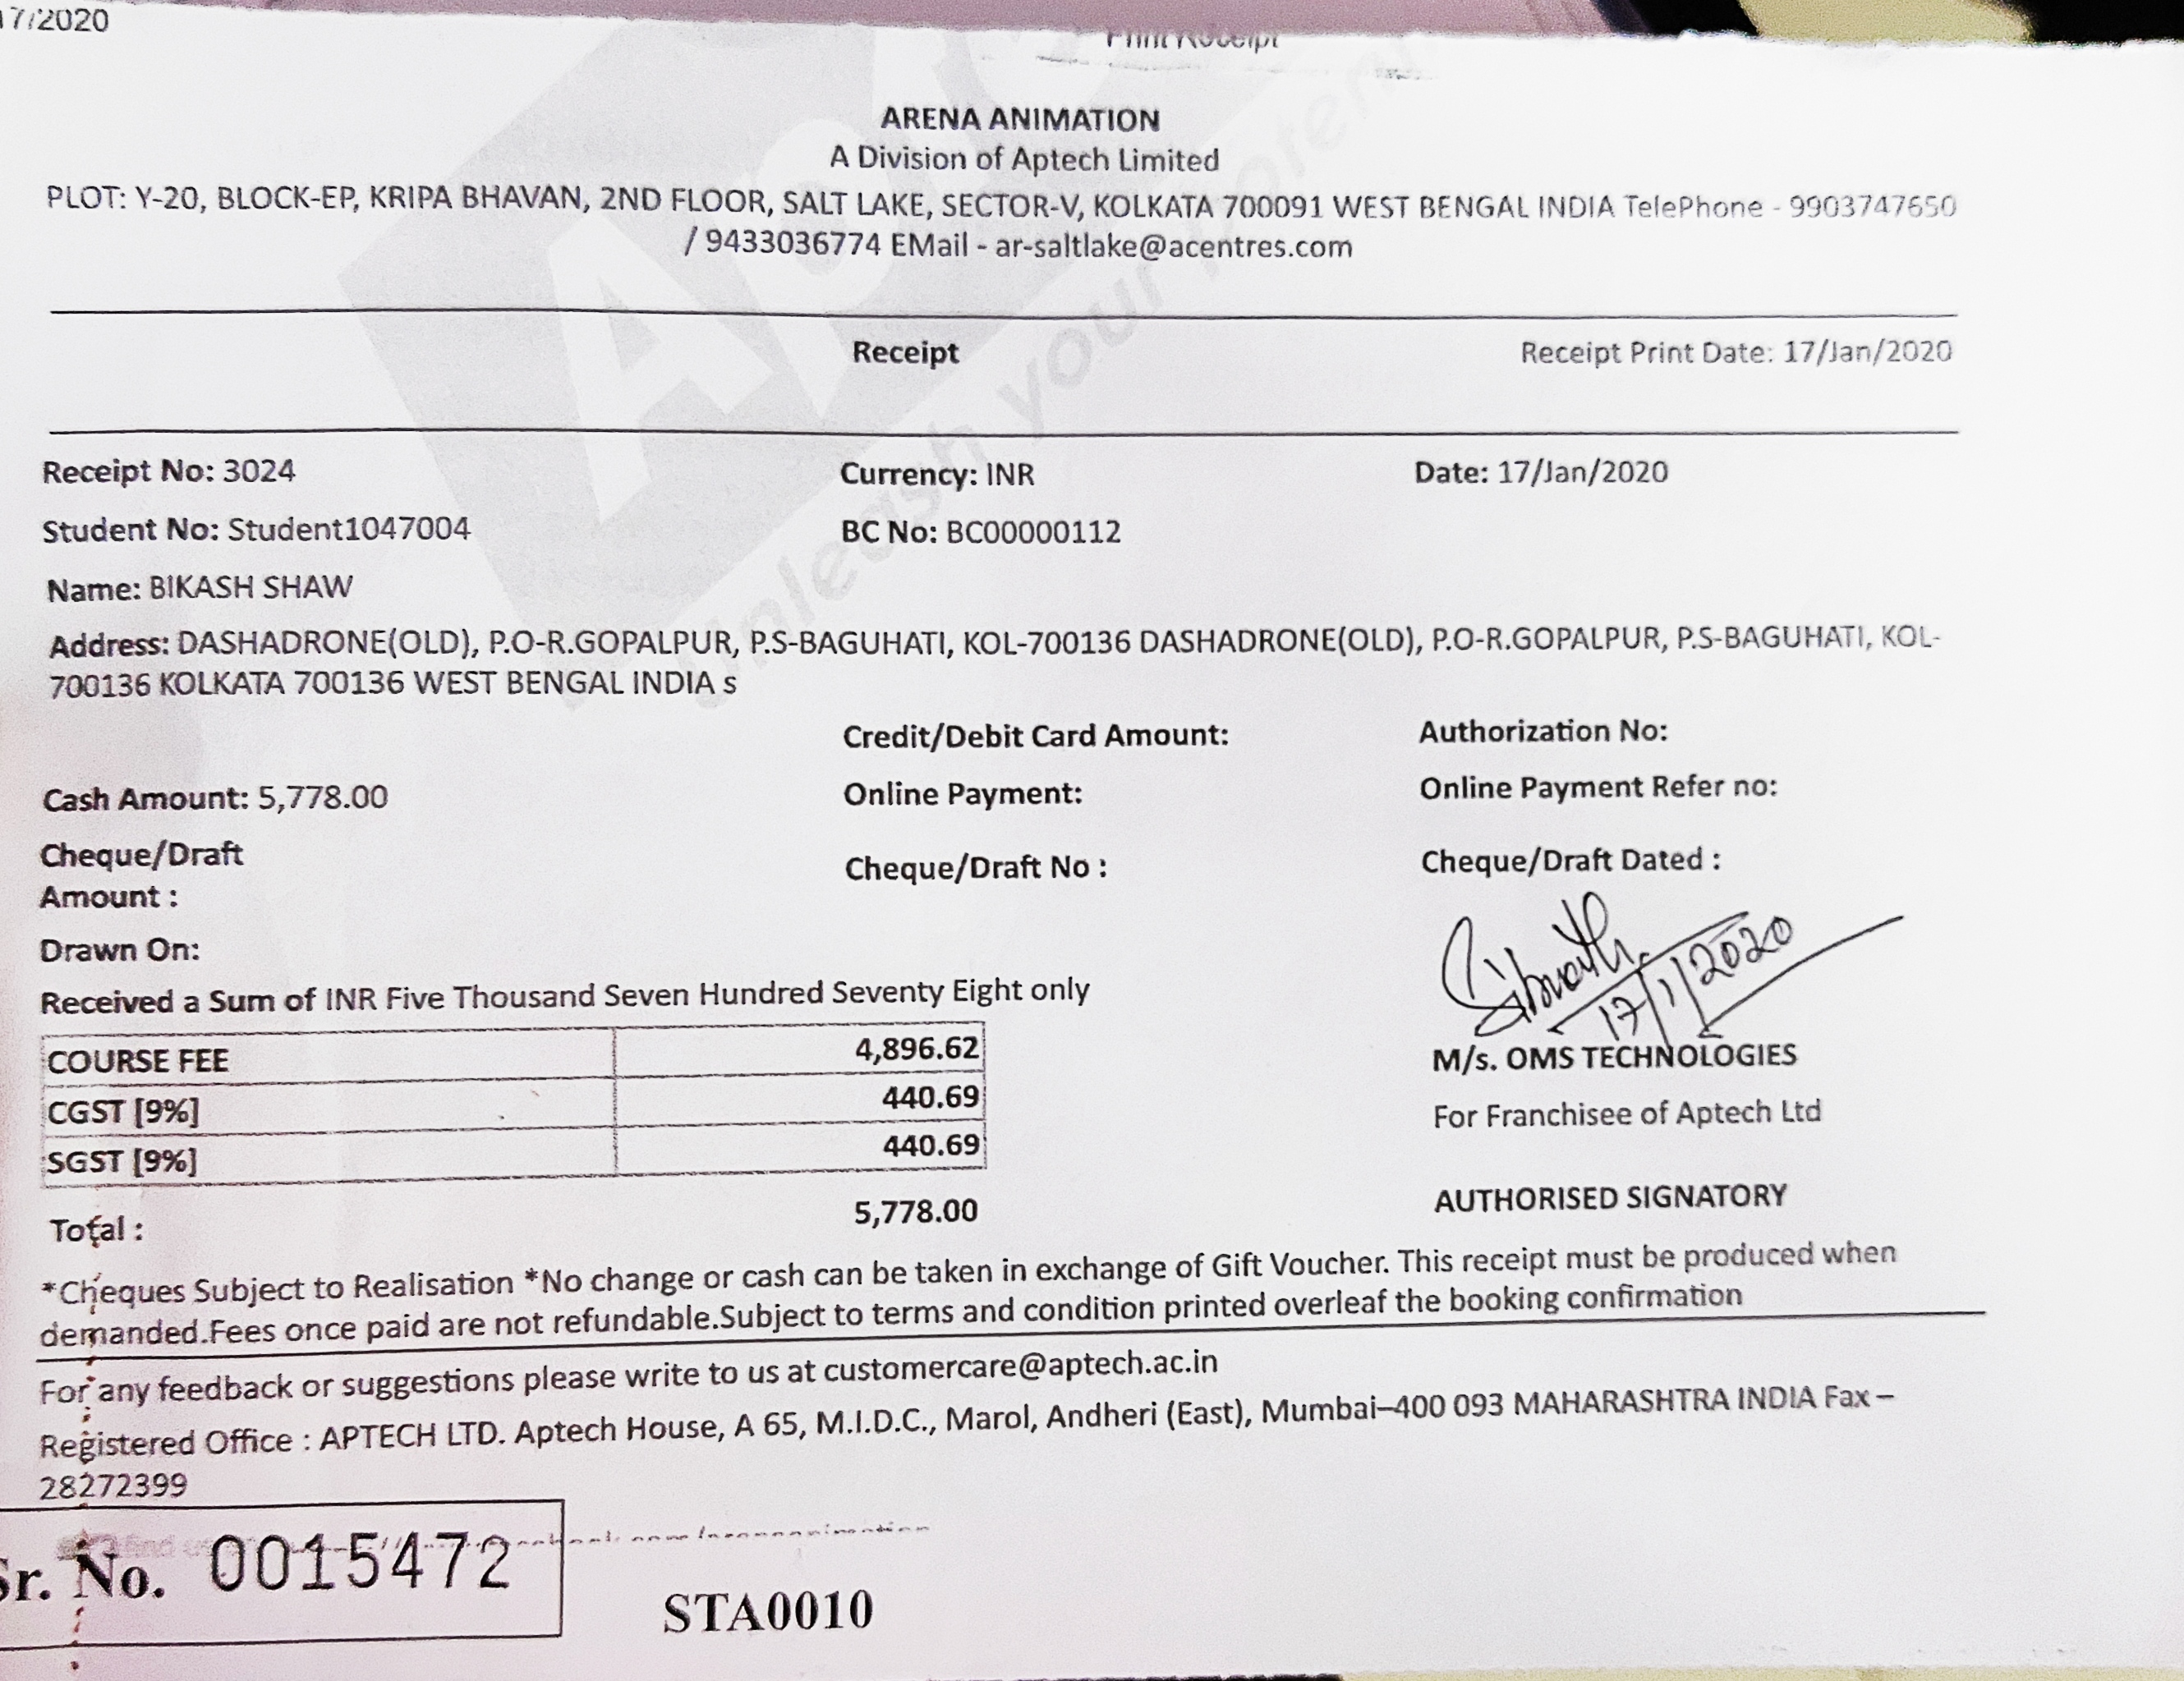 17/2020
Print Receipt
ARENA ANIMATION
A Division of Aptech Limited
PLOT: Y-20, BLOCK-EP, KRIPA BHAVAN, 2ND FLOOR, SALT LAKE, SECTOR-V, KOLKATA 700091 WEST BENGAL INDIA TelePhone - 9903747650
/ 9433036774 EMail - ar-saltlake@acentres.com
Unleash your potent
Receipt Receipt Print Date: 17/Jan/2020
Receipt No: 3024 Currency: INR Date: 17/Jan/2020
Student No: Student1047004 BC No: BC00000112
Name: BIKASH SHAW
Address: DASHADRONE(OLD), P.O-R.GOPALPUR, P.S-BAGUHATI, KOL-700136 DASHADRONE(OLD), P.O-R.GOPALPUR, P.S-BAGUHATI, KOL-
700136 KOLKATA 700136 WEST BENGAL INDIA s
Credit/Debit Card Amount: Authorization No:
Cash Amount: 5,778.00 Online Payment: Online Payment Refer no:
Cheque/Draft
Amount : Cheque/Draft No : Cheque/Draft Dated :
Drawn On:
Received a Sum of INR Five Thousand Seven Hundred Seventy Eight only
17/1/2020
COURSE FEE 4,896.62
CGST [9%] 440.69
SGST [9%] 440.69
Total : 5,778.00
M/s. OMS TECHNOLOGIES
For Franchisee of Aptech Ltd
AUTHORISED SIGNATORY
*Cheques Subject to Realisation *No change or cash can be taken in exchange of Gift Voucher. This receipt must be produced when
demanded.Fees once paid are not refundable.Subject to terms and condition printed overleaf the booking confirmation
For any feedback or suggestions please write to us at customercare@aptech.ac.in
Registered Office : APTECH LTD. Aptech House, A 65, M.I.D.C., Marol, Andheri (East), Mumbai–400 093 MAHARASHTRA INDIA Fax –
28272399
Sr. No. 0015472
STA0010